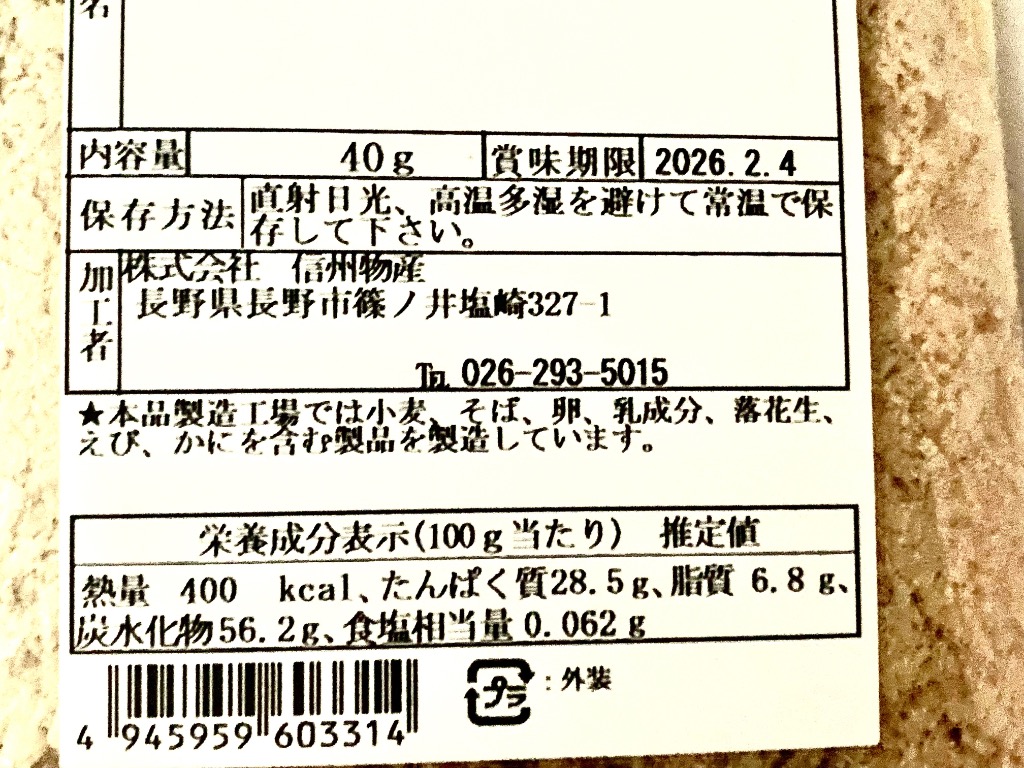 名
内容量 40g 賞味期限 2026.2.4
保存方法 直射日光、高温多湿を避けて常温で保
存して下さい。
加工者 株式会社 信州物産
長野県長野市篠ノ井塩崎327-1
℡ 026-293-5015
★本品製造工場では小麦、そば、卵、乳成分、落花生、
えび、かにを含む製品を製造しています。
栄養成分表示(100g当たり) 推定値
熱量 400 kcal、たんぱく質28.5g、脂質 6.8g、
炭水化物56.2g、食塩相当量 0.062g
プラ : 外装
4 945959 603314